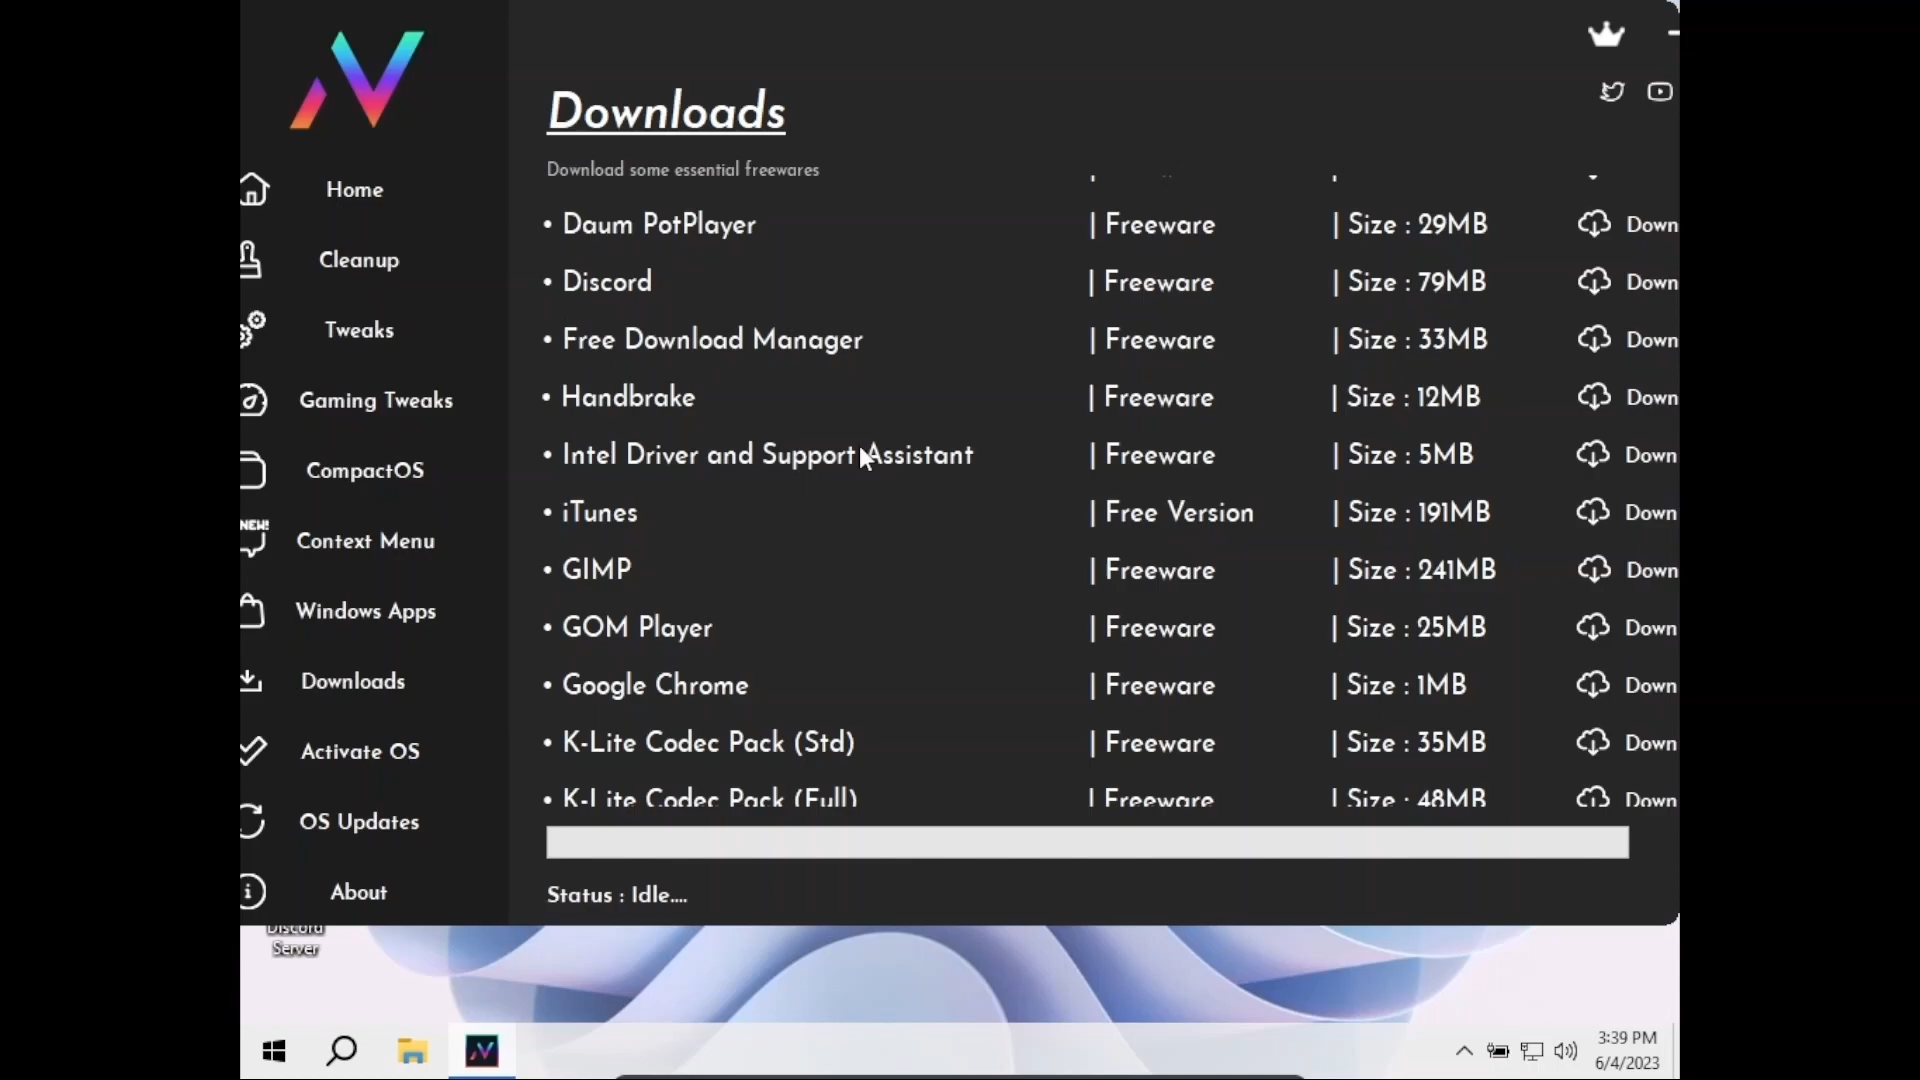 Downloads
Download some essential freewares
Home
Cleanup
Tweaks
Gaming Tweaks
CompactOS
NEW!
Context Menu
Windows Apps
Downloads
Activate OS
OS Updates
About
• Daum PotPlayer | Freeware | Size : 29MB Down
• Discord | Freeware | Size : 79MB Down
• Free Download Manager | Freeware | Size : 33MB Down
• Handbrake | Freeware | Size : 12MB Down
• Intel Driver and Support Assistant | Freeware | Size : 5MB Down
• iTunes | Free Version | Size : 191MB Down
• GIMP | Freeware | Size : 241MB Down
• GOM Player | Freeware | Size : 25MB Down
• Google Chrome | Freeware | Size : 1MB Down
• K-Lite Codec Pack (Std) | Freeware | Size : 35MB Down
• K-Lite Codec Pack (Full) | Freeware | Size : 48MB Down
Status : Idle....
Discord
Server
3:39 PM
6/4/2023